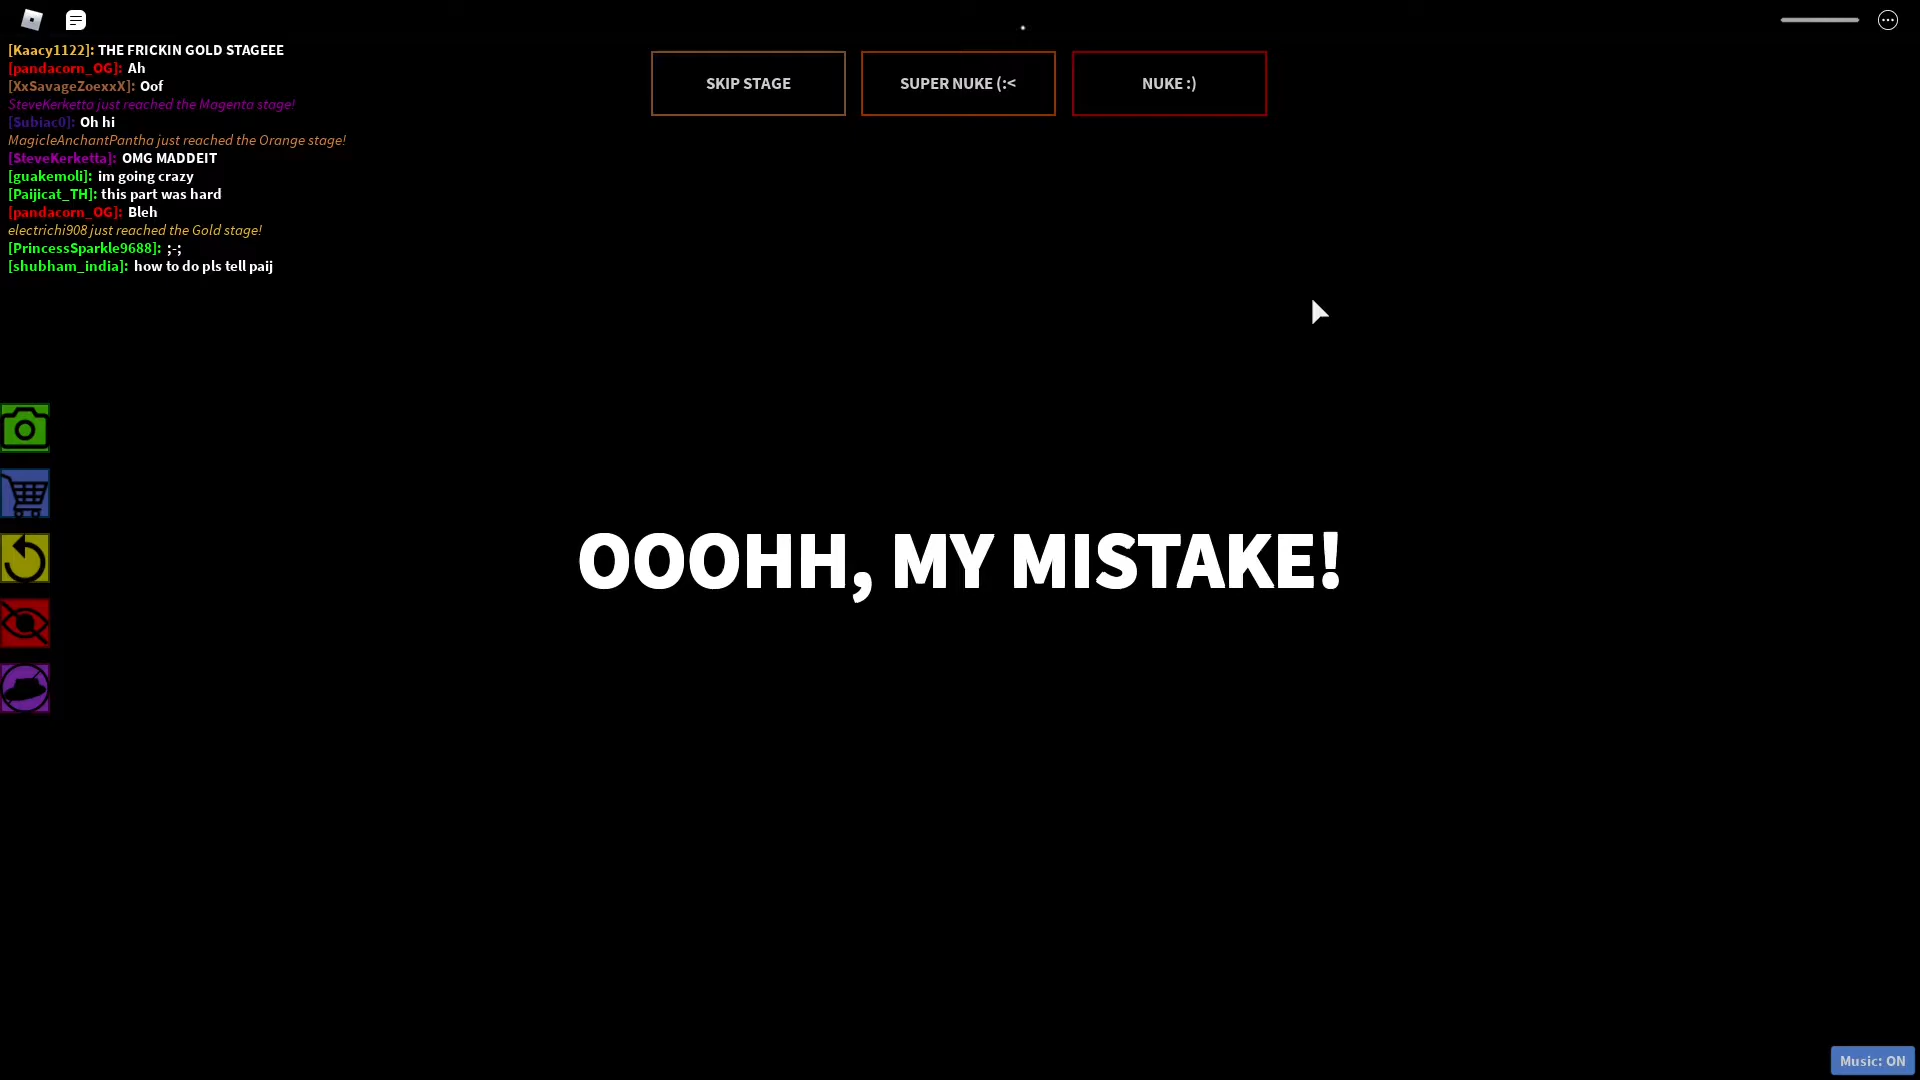 [Kaacy1122]: THE FRICKIN GOLD STAGEEE
[pandacorn_OG]: Ah
[XxSavageZoexxX]: Oof
SteveKerketta just reached the Magenta stage!
[Subiac0]: Oh hi
MagicleAnchantPantha just reached the Orange stage!
[SteveKerketta]: OMG MADDEIT
[guakemoli]: im going crazy
[Paijicat_TH]: this part was hard
[pandacorn_OG]: Bleh
electrichi908 just reached the Gold stage!
[PrincessSparkle9688]: ;-;
[shubham_india]: how to do pls tell paij
SKIP STAGE
SUPER NUKE (:<
NUKE :)
OOOHH, MY MISTAKE!
Music: ON